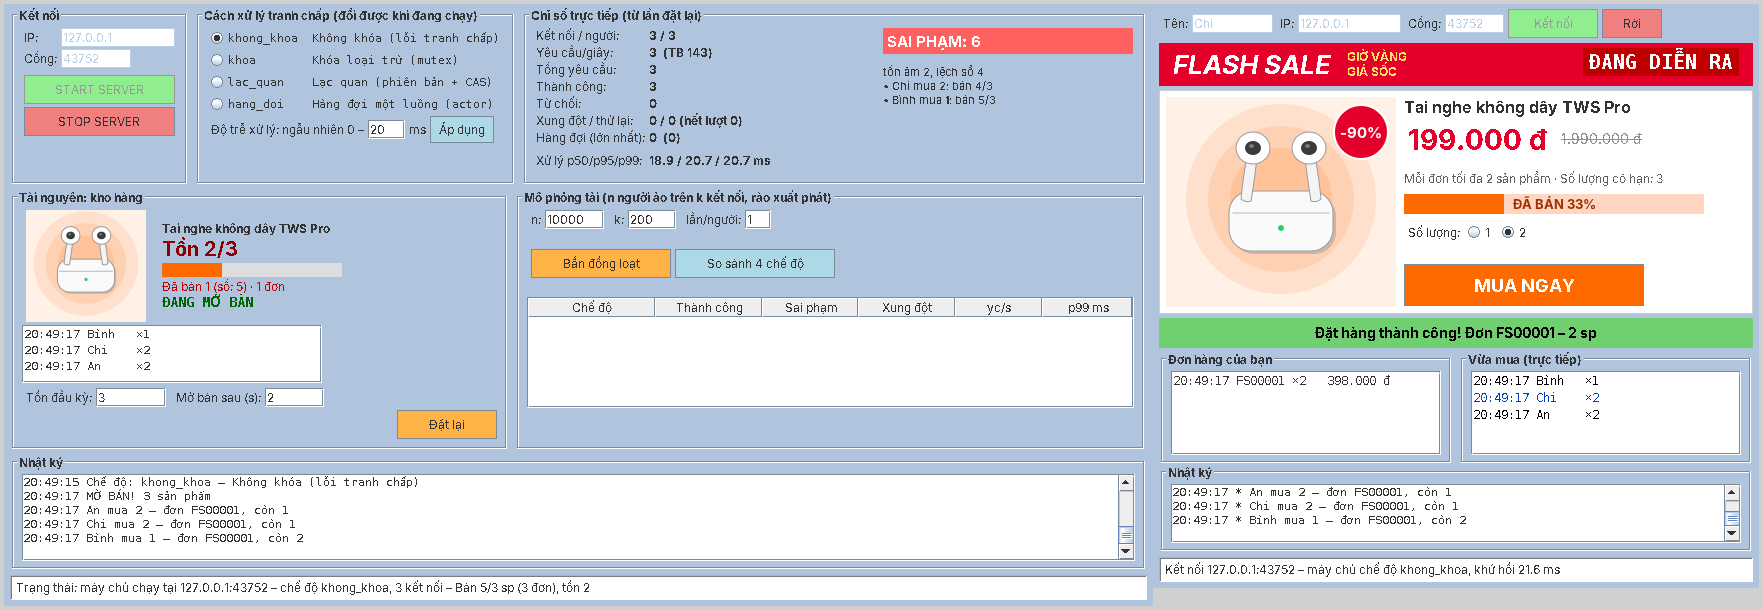 Kết nối
IP: 127.0.0.1
Cổng: 43752
START SERVER
STOP SERVER
Cách xử lý tranh chấp (đổi được khi đang chạy)
khong_khoa Không khóa (lỗi tranh chấp)
khoa Khóa loại trừ (mutex)
lac_quan Lạc quan (phiên bản + CAS)
hang_doi Hàng đợi một luồng (actor)
Độ trễ xử lý: ngẫu nhiên 0 – 20 ms Áp dụng
Chỉ số trực tiếp (từ lần đặt lại)
Kết nối / người: 3 / 3
Yêu cầu/giây: 3 (TB 143)
Tổng yêu cầu: 3
Thành công: 3
Từ chối: 0
Xung đột / thử lại: 0 / 0 (hết lượt 0)
Hàng đợi (lớn nhất): 0 (0)
Xử lý p50/p95/p99: 18.9 / 20.7 / 20.7 ms
SAI PHẠM: 6
tồn âm 2, lệch sổ 4
• Chi mua 2: bán 4/3
• Bình mua 1: bán 5/3
Tài nguyên: kho hàng
Tai nghe không dây TWS Pro
Tồn 2/3
Đã bán 1 (sổ: 5) · 1 đơn
ĐANG MỞ BÁN
20:49:17 Bình ×1
20:49:17 Chi ×2
20:49:17 An ×2
Tồn đầu kỳ: 3 Mở bán sau (s): 2
Đặt lại
Mô phỏng tải (n người ảo trên k kết nối, rào xuất phát)
n: 10000 k: 200 lần/người: 1
Bắn đồng loạt So sánh 4 chế độ
Chế độ Thành công Sai phạm Xung đột yc/s p99 ms
Nhật ký
20:49:15 Chế độ: khong_khoa – Không khóa (lỗi tranh chấp)
20:49:17 MỞ BÁN! 3 sản phẩm
20:49:17 An mua 2 – đơn FS00001, còn 1
20:49:17 Chi mua 2 – đơn FS00001, còn 1
20:49:17 Bình mua 1 – đơn FS00001, còn 2
Trạng thái: máy chủ chạy tại 127.0.0.1:43752 – chế độ khong_khoa, 3 kết nối – Bán 5/3 sp (3 đơn), tồn 2
Tên: Chi IP: 127.0.0.1 Cổng: 43752 Kết nối Rời
FLASH SALE
GIỜ VÀNG
GIÁ SỐC
ĐANG DIỄN RA
-90%
Tai nghe không dây TWS Pro
199.000 đ 1.990.000 đ
Mỗi đơn tối đa 2 sản phẩm · Số lượng có hạn: 3
ĐÃ BÁN 33%
Số lượng: 1 2
MUA NGAY
Đặt hàng thành công! Đơn FS00001 – 2 sp
Đơn hàng của bạn
20:49:17 FS00001 ×2 398.000 đ
Vừa mua (trực tiếp)
20:49:17 Bình ×1
20:49:17 Chi ×2
20:49:17 An ×2
Nhật ký
20:49:17 * An mua 2 – đơn FS00001, còn 1
20:49:17 * Chi mua 2 – đơn FS00001, còn 1
20:49:17 * Bình mua 1 – đơn FS00001, còn 2
Kết nối 127.0.0.1:43752 – máy chủ chế độ khong_khoa, khứ hồi 21.6 ms